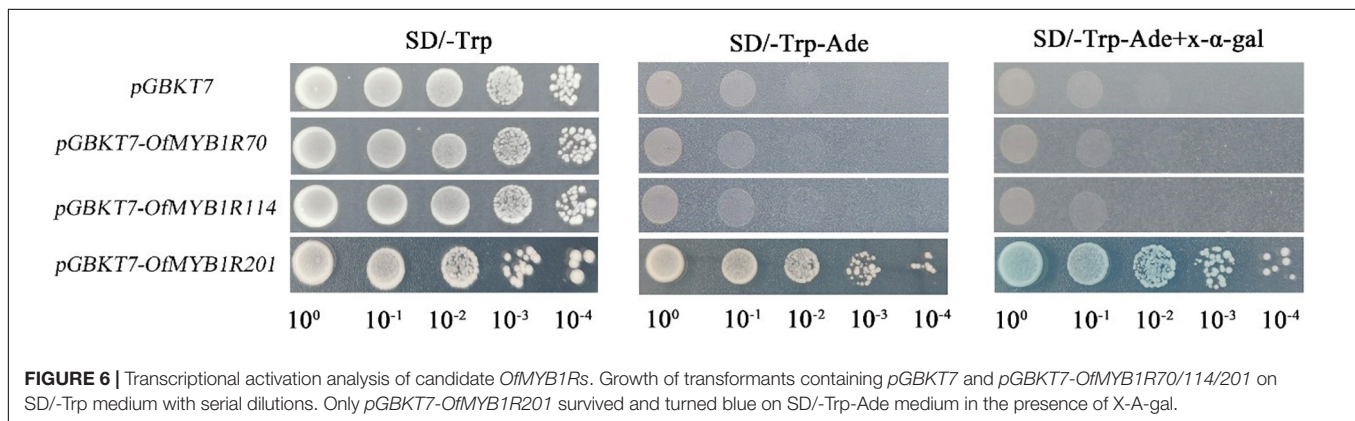 SD/-Trp SD/-Trp-Ade SD/-Trp-Ade+x-α-gal
pGBKT7
pGBKT7-OfMYB1R70
pGBKT7-OfMYB1R114
pGBKT7-OfMYB1R201
10⁰ 10⁻¹ 10⁻² 10⁻³ 10⁻⁴ 10⁰ 10⁻¹ 10⁻² 10⁻³ 10⁻⁴ 10⁰ 10⁻¹ 10⁻² 10⁻³ 10⁻⁴
FIGURE 6 | Transcriptional activation analysis of candidate OfMYB1Rs. Growth of transformants containing pGBKT7 and pGBKT7-OfMYB1R70/114/201 on
SD/-Trp medium with serial dilutions. Only pGBKT7-OfMYB1R201 survived and turned blue on SD/-Trp-Ade medium in the presence of X-A-gal.